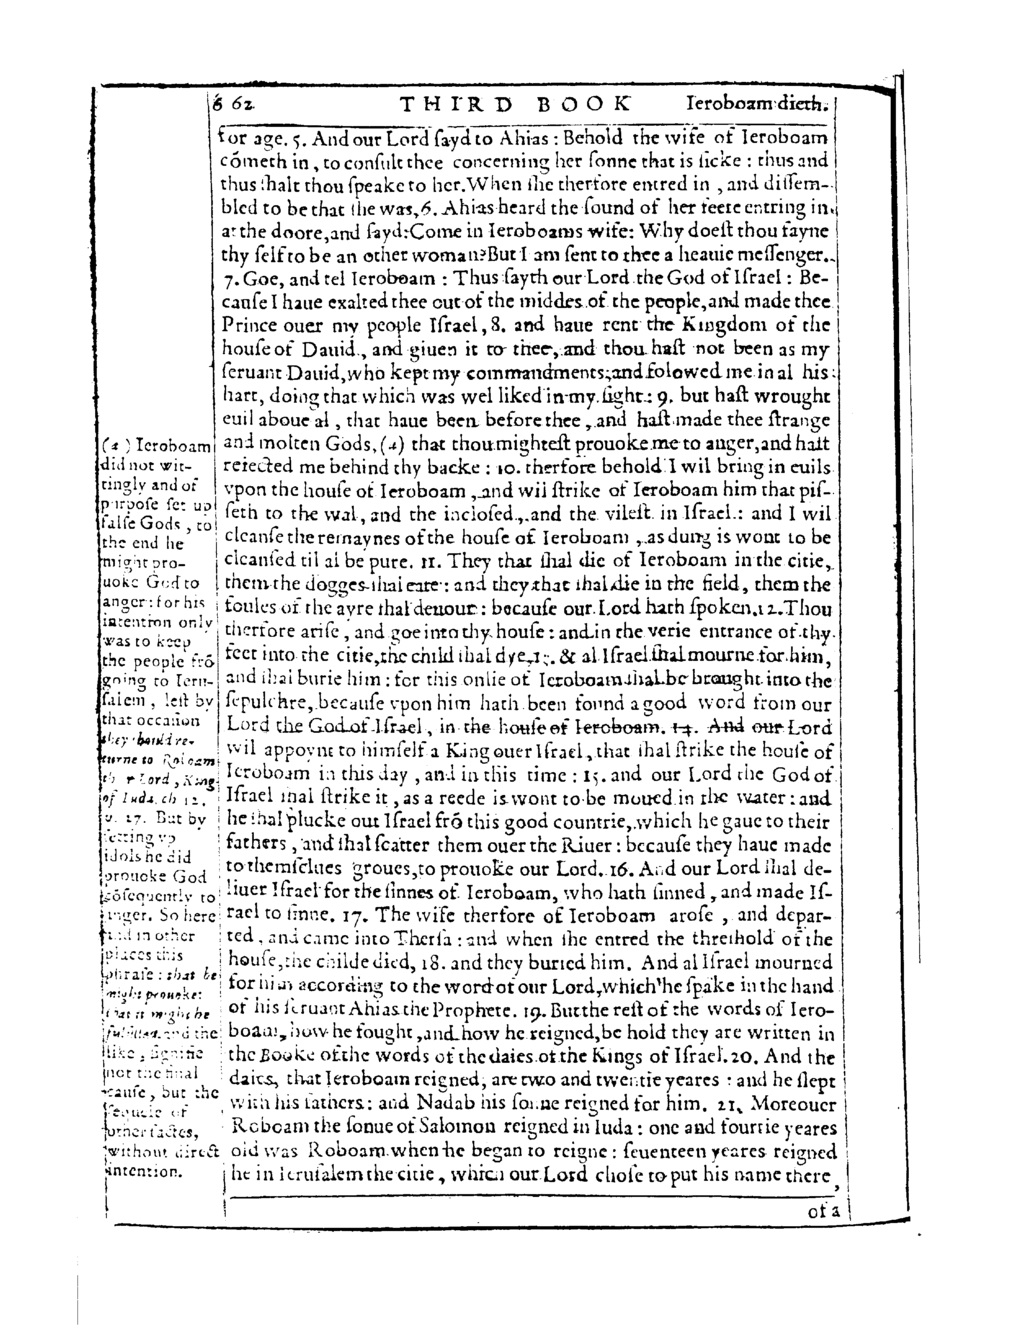 662 THIRD BOOK Ieroboam dieth.
for age. 5. And our Lord ſayd to Ahias : Behold the wife of Ieroboam
cómeth in , to conſult thee concerning her ſonne that is ſicke : thus and
thus ſhalt thou ſpeake to her. When ſhe therfore entred in , and diſſem-
bled to be that ſhe was, 6. Ahias heard the ſound of her feete entring in
at the doore, and ſayd: Come in Ieroboams wife: Why doeſt thou fayne
thy ſelf to be an other woman? But I am ſent to thee a heauie meſſenger.
7. Goe, and tel Ieroboam : Thus ſayth our Lord the God of Iſrael : Be-
cauſe I haue exalted thee out of the middes of the people, and made thee
Prince ouer my people Iſrael, 8. and haue rent the Kingdom of the
houſe of Dauid , and giuen it to thee, and thou haſt not been as my
ſeruant Dauid, who kept my commandments, and folowed me in al his
hart, doing that which was wel liked in my ſight : 9. but haſt wrought
euil aboue al , that haue been before thee , and haſt made thee ſtrange
and molten Gods, (a) that thou mighteſt prouoke me to anger, and haſt
reiected me behind thy backe : 10. therfore behold I wil bring in euils
vpon the houſe of Ieroboam , and wil ſtrike of Ieroboam him that piſ-
ſeth to the wal, and the incloſed , and the vileſt in Iſrael : and I wil
cleanſe the remaynes of the houſe of Ieroboam , as dung is wont to be
cleanſed til al be pure. 11. They that ſhal die of Ieroboam in the citie,
them the dogges ſhal eate : and they that ſhal die in the field, them the
foules of the ayre ſhal deuour : becauſe our Lord hath ſpoken. 12. Thou
therfore ariſe , and goe into thy houſe : and in the verie entrance of thy
feet into the citie, the child ſhal dye, 13. & al Iſrael ſhal mourne for him,
and ſhal burie him : for this onlie of Ieroboam ſhal be brought into the
ſepulchre, becauſe vpon him hath been found a good word from our
Lord the God of Iſrael , in the houſe of Ieroboam. 14. And our Lord
wil appoynt to himſelf a King ouer Iſrael, that ſhal ſtrike the houſe of
Ieroboam in this day , and in this time : 15. and our Lord the God of
Iſrael ſhal ſtrike it , as a reede is wont to be moued in the water : and
he ſhal plucke out Iſrael fró this good countrie, which he gaue to their
fathers , and ſhal ſcatter them ouer the Riuer : becauſe they haue made
to themſelues groues, to prouoke our Lord. 16. And our Lord ſhal de-
liuer Iſrael for the ſinnes of Ieroboam, who hath ſinned , and made Iſ-
rael to ſinne. 17. The wife therfore of Ieroboam aroſe , and depar-
ted , and came into Therſa : and when ſhe entred the threſhold of the
houſe, the childe died, 18. and they buried him. And al Iſrael mourned
for him according to the word of our Lord, which he ſpake in the hand
of his ſeruant Ahias the Prophete. 19. But the reſt of the words of Iero-
boam, how he fought , and how he reigned, be hold they are written in
the Booke of the words of the daies of the Kings of Iſrael. 20. And the
daies, that Ieroboam reigned, are two and twentie yeares : and he ſlept
with his fathers : and Nadab his ſonne reigned for him. 21. Moreouer
Roboam the ſonne of Salomon reigned in Iuda : one and fourtie yeares
old was Roboam when he began to reigne : ſeuenteen yeares reigned
he in Ieruſalem the citie , which our Lord choſe to put his name there,
of a
(a) Ieroboam
did not wit-
tingly and of
purpoſe ſet up
falſe Gods , to
the end he
might pro-
uoke God to
anger : for his
intention only
was to keep
the people fró
going to Ieru-
ſalem , leſt by
that occaſion
they should re-
turne to Roboam
their Lord, King
of Iuda. ch 12.
v. 27. But by
ſetting vp
idols he did
prouoke God
cóſequently to
anger. So here
and in other
places this
phraſe : that he
might prouoke:
that it might be
fulfilled. and the
like , ſignifie
not the final
cauſe, but the
ſequele of
other factes,
without direct
intention.